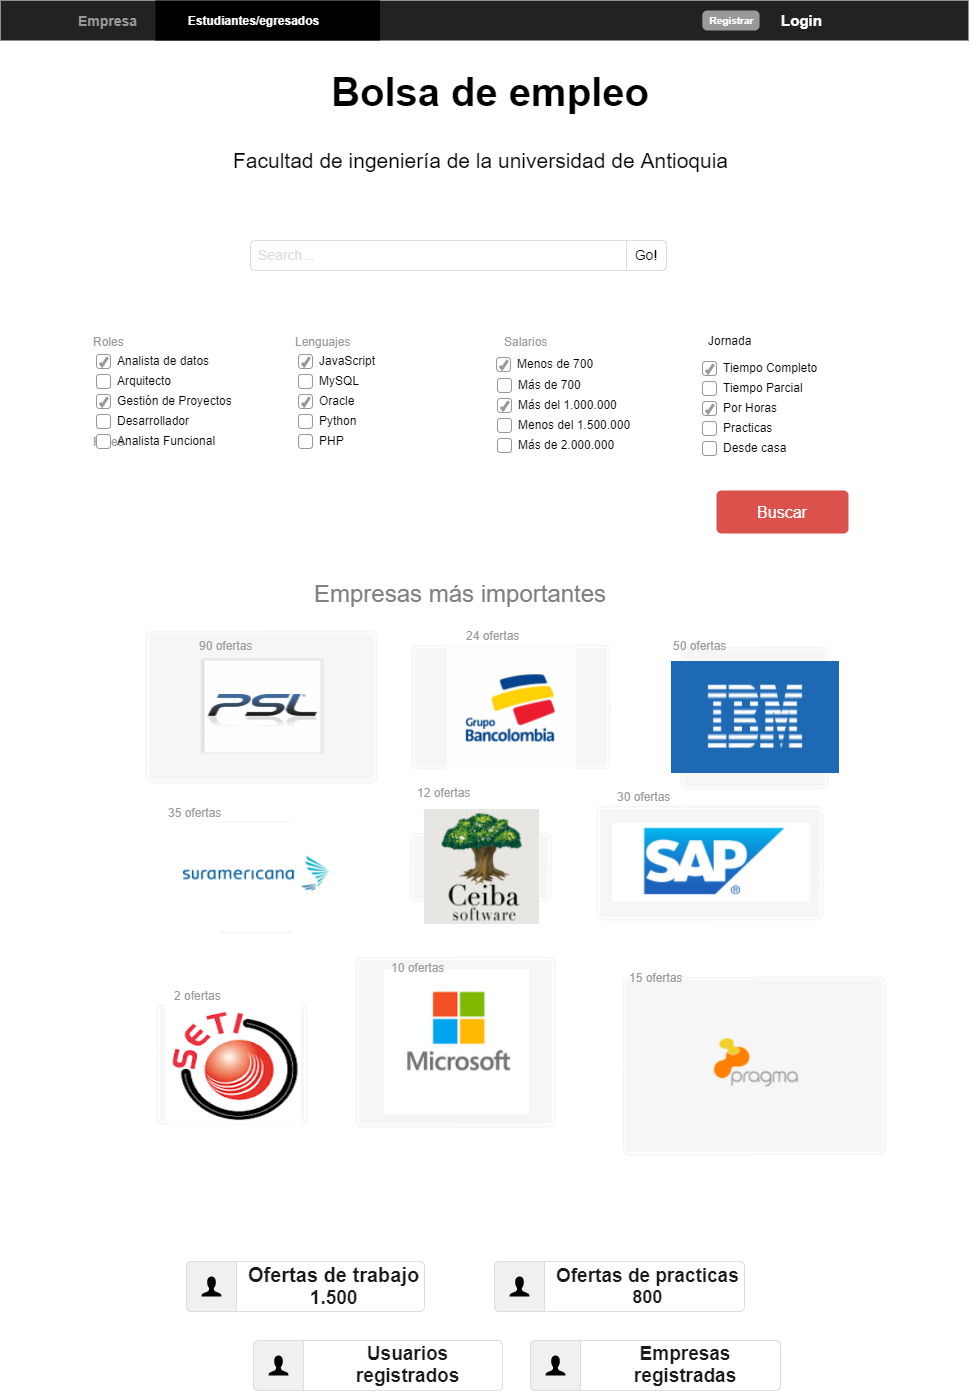 Empresa
Estudiantes/egresados
Registrar
Login
Bolsa de empleo
Facultad de ingeniería de la universidad de Antioquia
Search...
Go!
Roles
Analista de datos
Arquitecto
Gestión de Proyectos
Desarrollador
Analista Funcional
Lenguajes
JavaScript
MySQL
Oracle
Python
PHP
Salarios
Menos de 700
Más de 700
Más del 1.000.000
Menos del 1.500.000
Más de 2.000.000
Jornada
Tiempo Completo
Tiempo Parcial
Por Horas
Practicas
Desde casa
Buscar
Empresas más importantes
90 ofertas
PSL
24 ofertas
Grupo
Bancolombia
50 ofertas
IBM
35 ofertas
suramericana
12 ofertas
Ceiba
software
30 ofertas
SAP®
2 ofertas
SETI
10 ofertas
Microsoft
15 ofertas
pragma
Ofertas de trabajo
1.500
Ofertas de practicas
800
Usuarios
registrados
Empresas
registradas